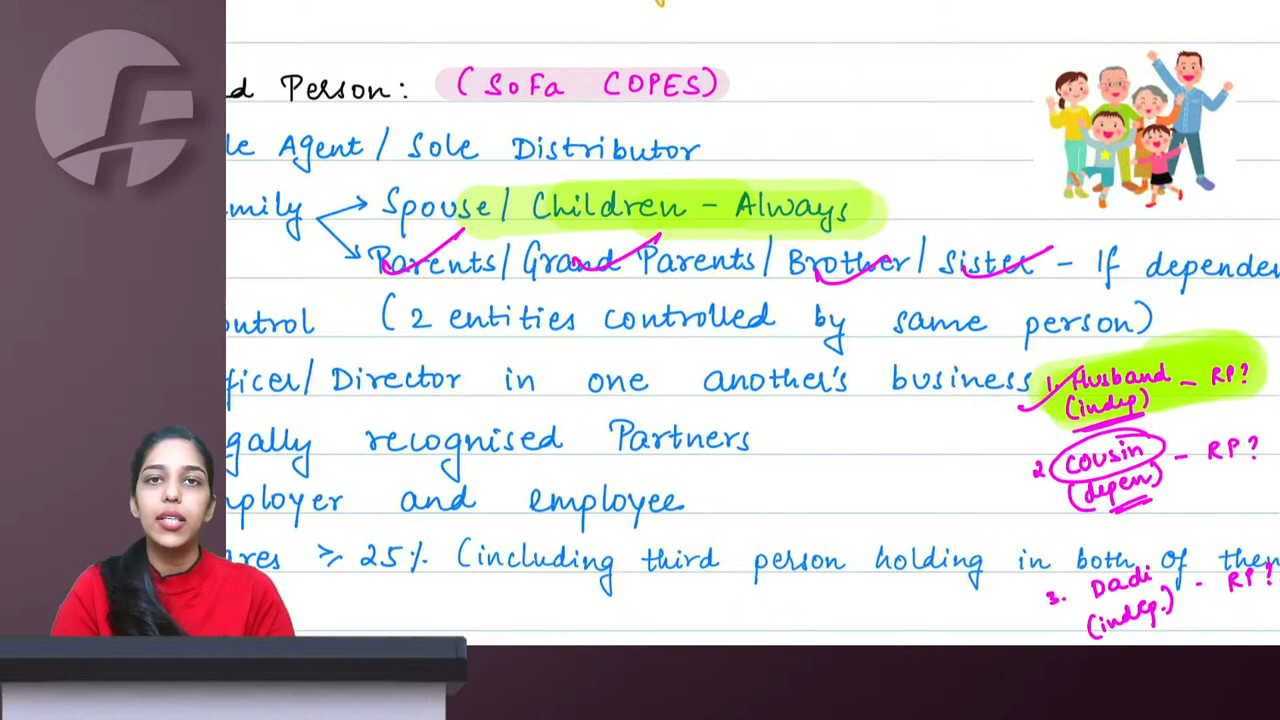 d Person: (SoFa COPES)
le Agent / Sole Distributor
mily Spouse / Children - Always
Parents / Grand Parents / Brother / Sister - If depende
ontrol (2 entities controlled by same person)
ficer / Director in one another's business
1. Husband - RP?
(indep)
gally recognised Partners
2 cousin - RP?
(depen)
ployer and employee
res ≥ 25% (including third person holding in both of them
3. Dadi - RP?
(indep.)